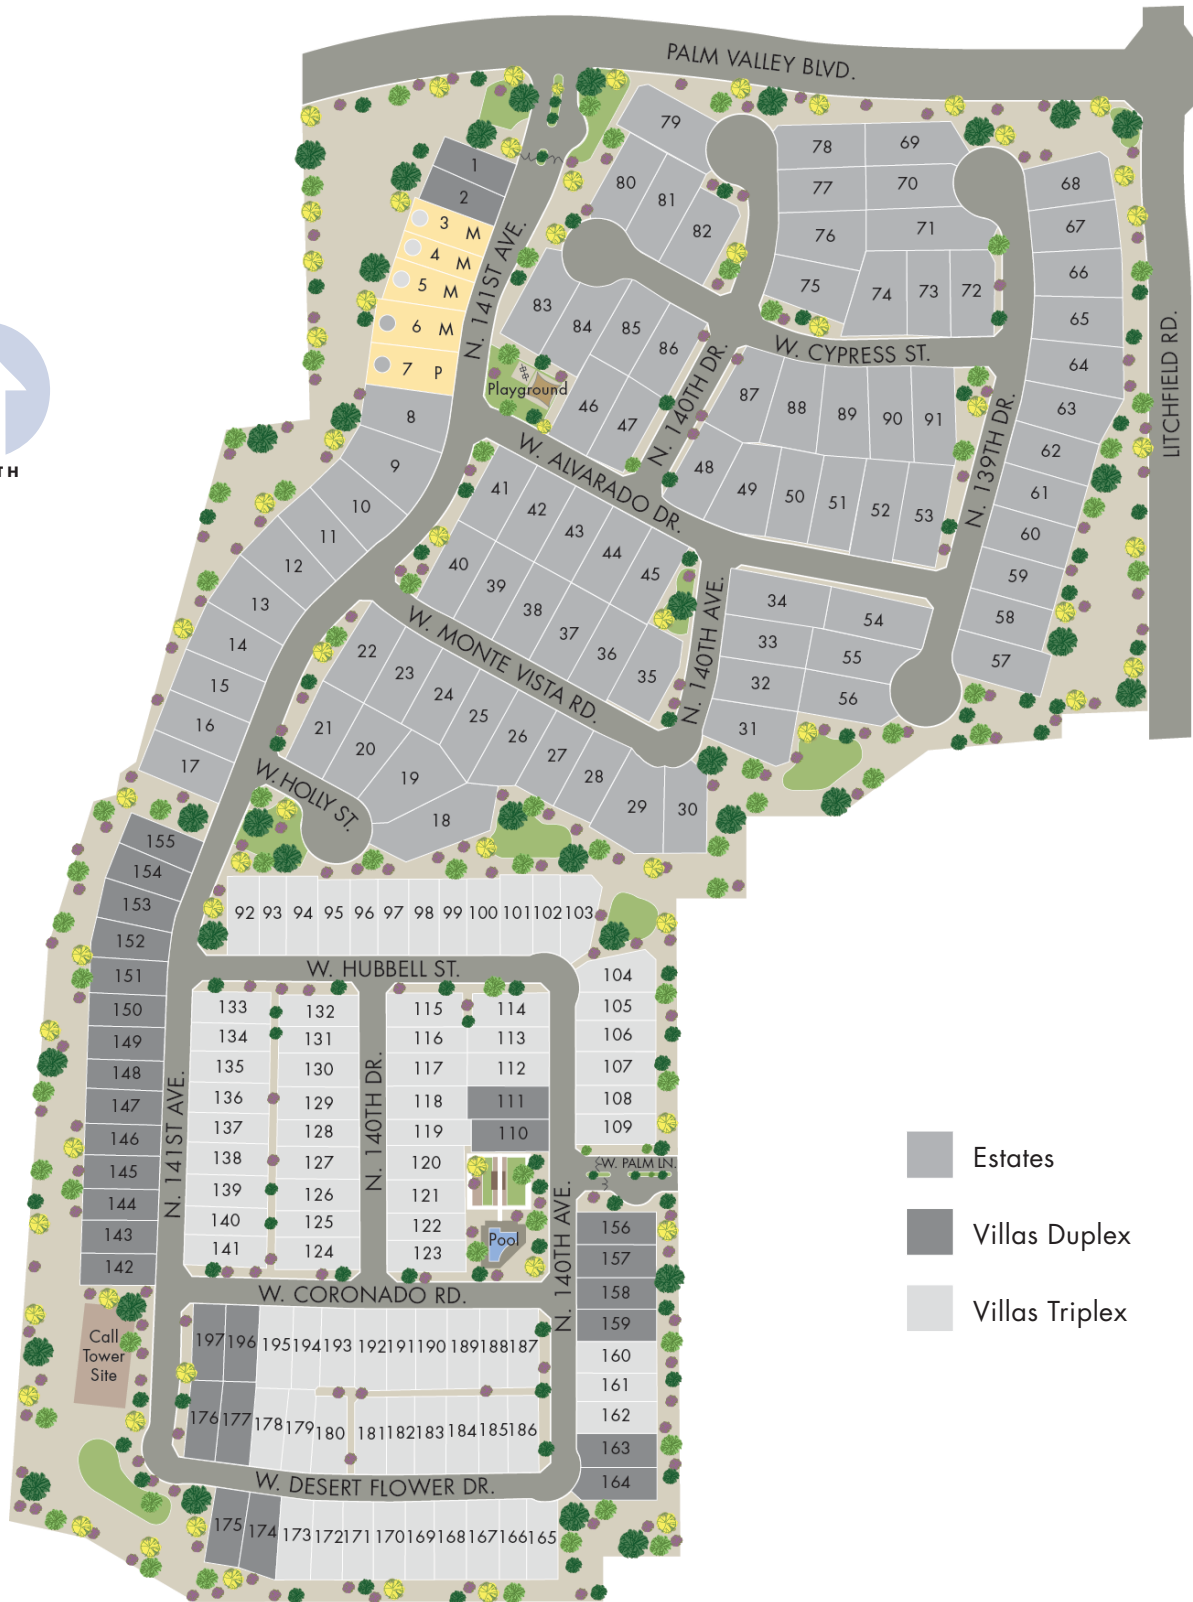 PALM VALLEY BLVD.
79
78
69
1
2
80
81
82
77
70
68
3 M
4 M
5 M
6 M
7 P
76
71
67
66
75
74
73
72
65
83
84
85
86
N. 141ST AVE.
W. CYPRESS ST.
LITCHFIELD RD.
Playground
N. 140TH DR.
87
88
89
90
91
64
63
8
46
47
N. 139TH DR.
62
9
W. ALVARADO DR.
48
49
50
51
52
53
61
10
41
42
43
44
45
60
11
12
40
39
38
37
36
35
59
13
N. 140TH AVE.
34
54
58
14
W. MONTE VISTA RD.
33
55
57
15
22
23
24
25
26
27
28
29
30
32
56
16
31
17
21
20
19
18
W. HOLLY ST.
TH
155
154
153
152
151
150
149
148
147
146
145
144
143
142
92 93 94 95 96 97 98 99 100 101 102 103
W. HUBBELL ST.
104
105
106
107
108
109
133 132 115 114
134 131 116 113
135 130 117 112
136 129 118 111
137 128 119 110
138 127 120
139 126 121
140 125 122
141 124 123
N. 141ST AVE.
N. 140TH DR.
W. PALM LN.
N. 140TH AVE.
Pool
W. CORONADO RD.
156
157
158
159
160
161
162
163
164
Call
Tower
Site
197 196 195 194 193 192 191 190 189 188 187
176 177 178 179 180 181 182 183 184 185 186
W. DESERT FLOWER DR.
175 174 173 172 171 170 169 168 167 166 165
Estates
Villas Duplex
Villas Triplex